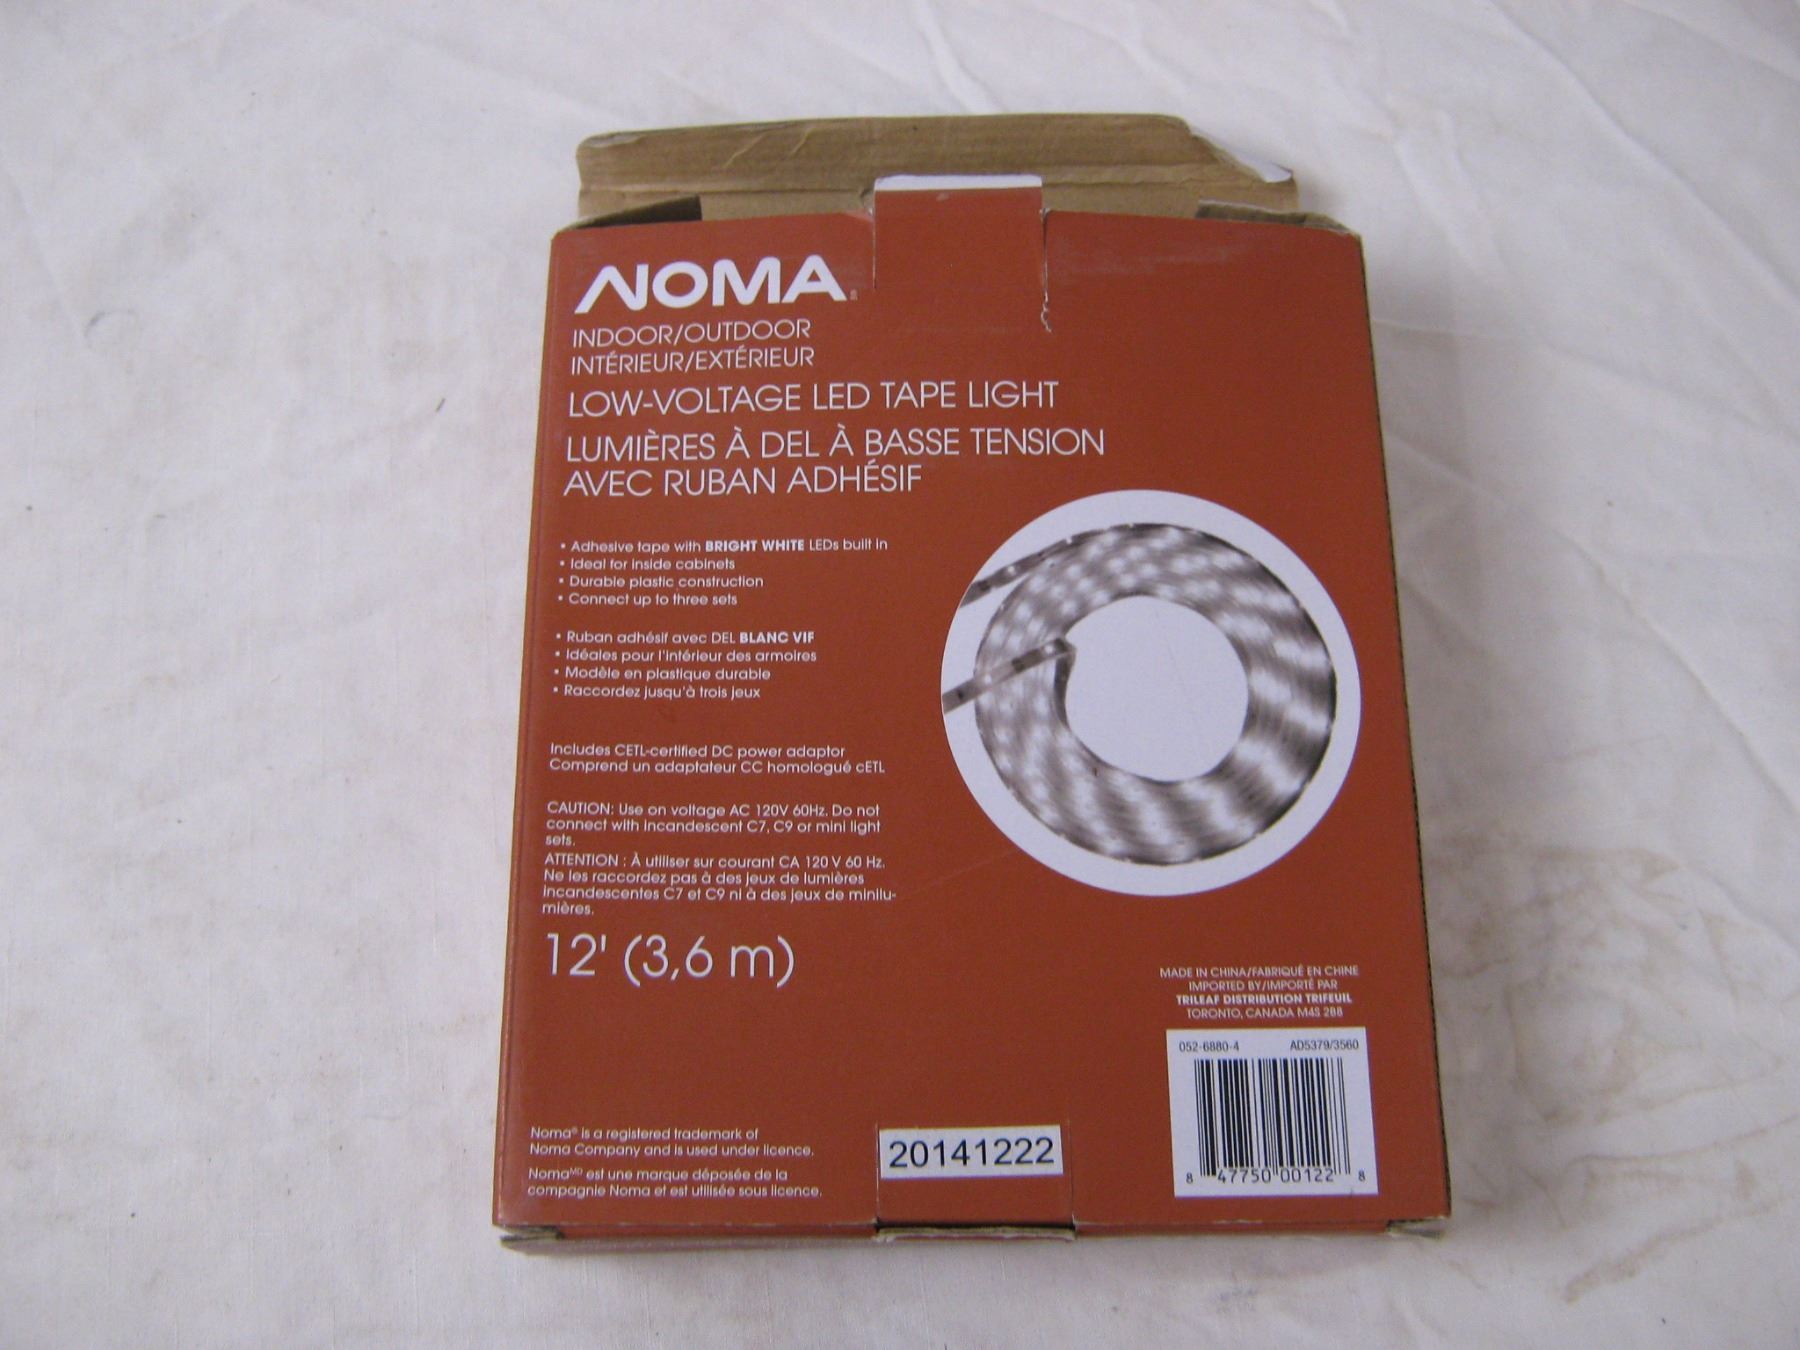 NOMA®
INDOOR/OUTDOOR
INTÉRIEUR/EXTÉRIEUR
LOW-VOLTAGE LED TAPE LIGHT
LUMIÈRES À DEL À BASSE TENSION
AVEC RUBAN ADHÉSIF
• Adhesive tape with BRIGHT WHITE LEDs built in
• Ideal for inside cabinets
• Durable plastic construction
• Connect up to three sets
• Ruban adhésif avec DEL BLANC VIF
• Idéales pour l'intérieur des armoires
• Modèle en plastique durable
• Raccordez jusqu'à trois jeux
Includes CETL-certified DC power adaptor
Comprend un adaptateur CC homologué cETL
CAUTION: Use on voltage AC 120V 60Hz. Do not
connect with incandescent C7, C9 or mini light
sets.
ATTENTION : À utiliser sur courant CA 120 V 60 Hz.
Ne les raccordez pas à des jeux de lumières
incandescentes C7 et C9 ni à des jeux de minilu-
mières.
12' (3,6 m)
MADE IN CHINA/FABRIQUÉ EN CHINE
IMPORTED BY/IMPORTÉ PAR
TRILEAF DISTRIBUTION TRIFEUIL
TORONTO, CANADA M4S 2B8
052-6880-4 AD5379/3560
8 47750 00122 8
Noma® is a registered trademark of
Noma Company and is used under licence.
Noma MD est une marque déposée de la
compagnie Noma et est utilisée sous licence.
20141222